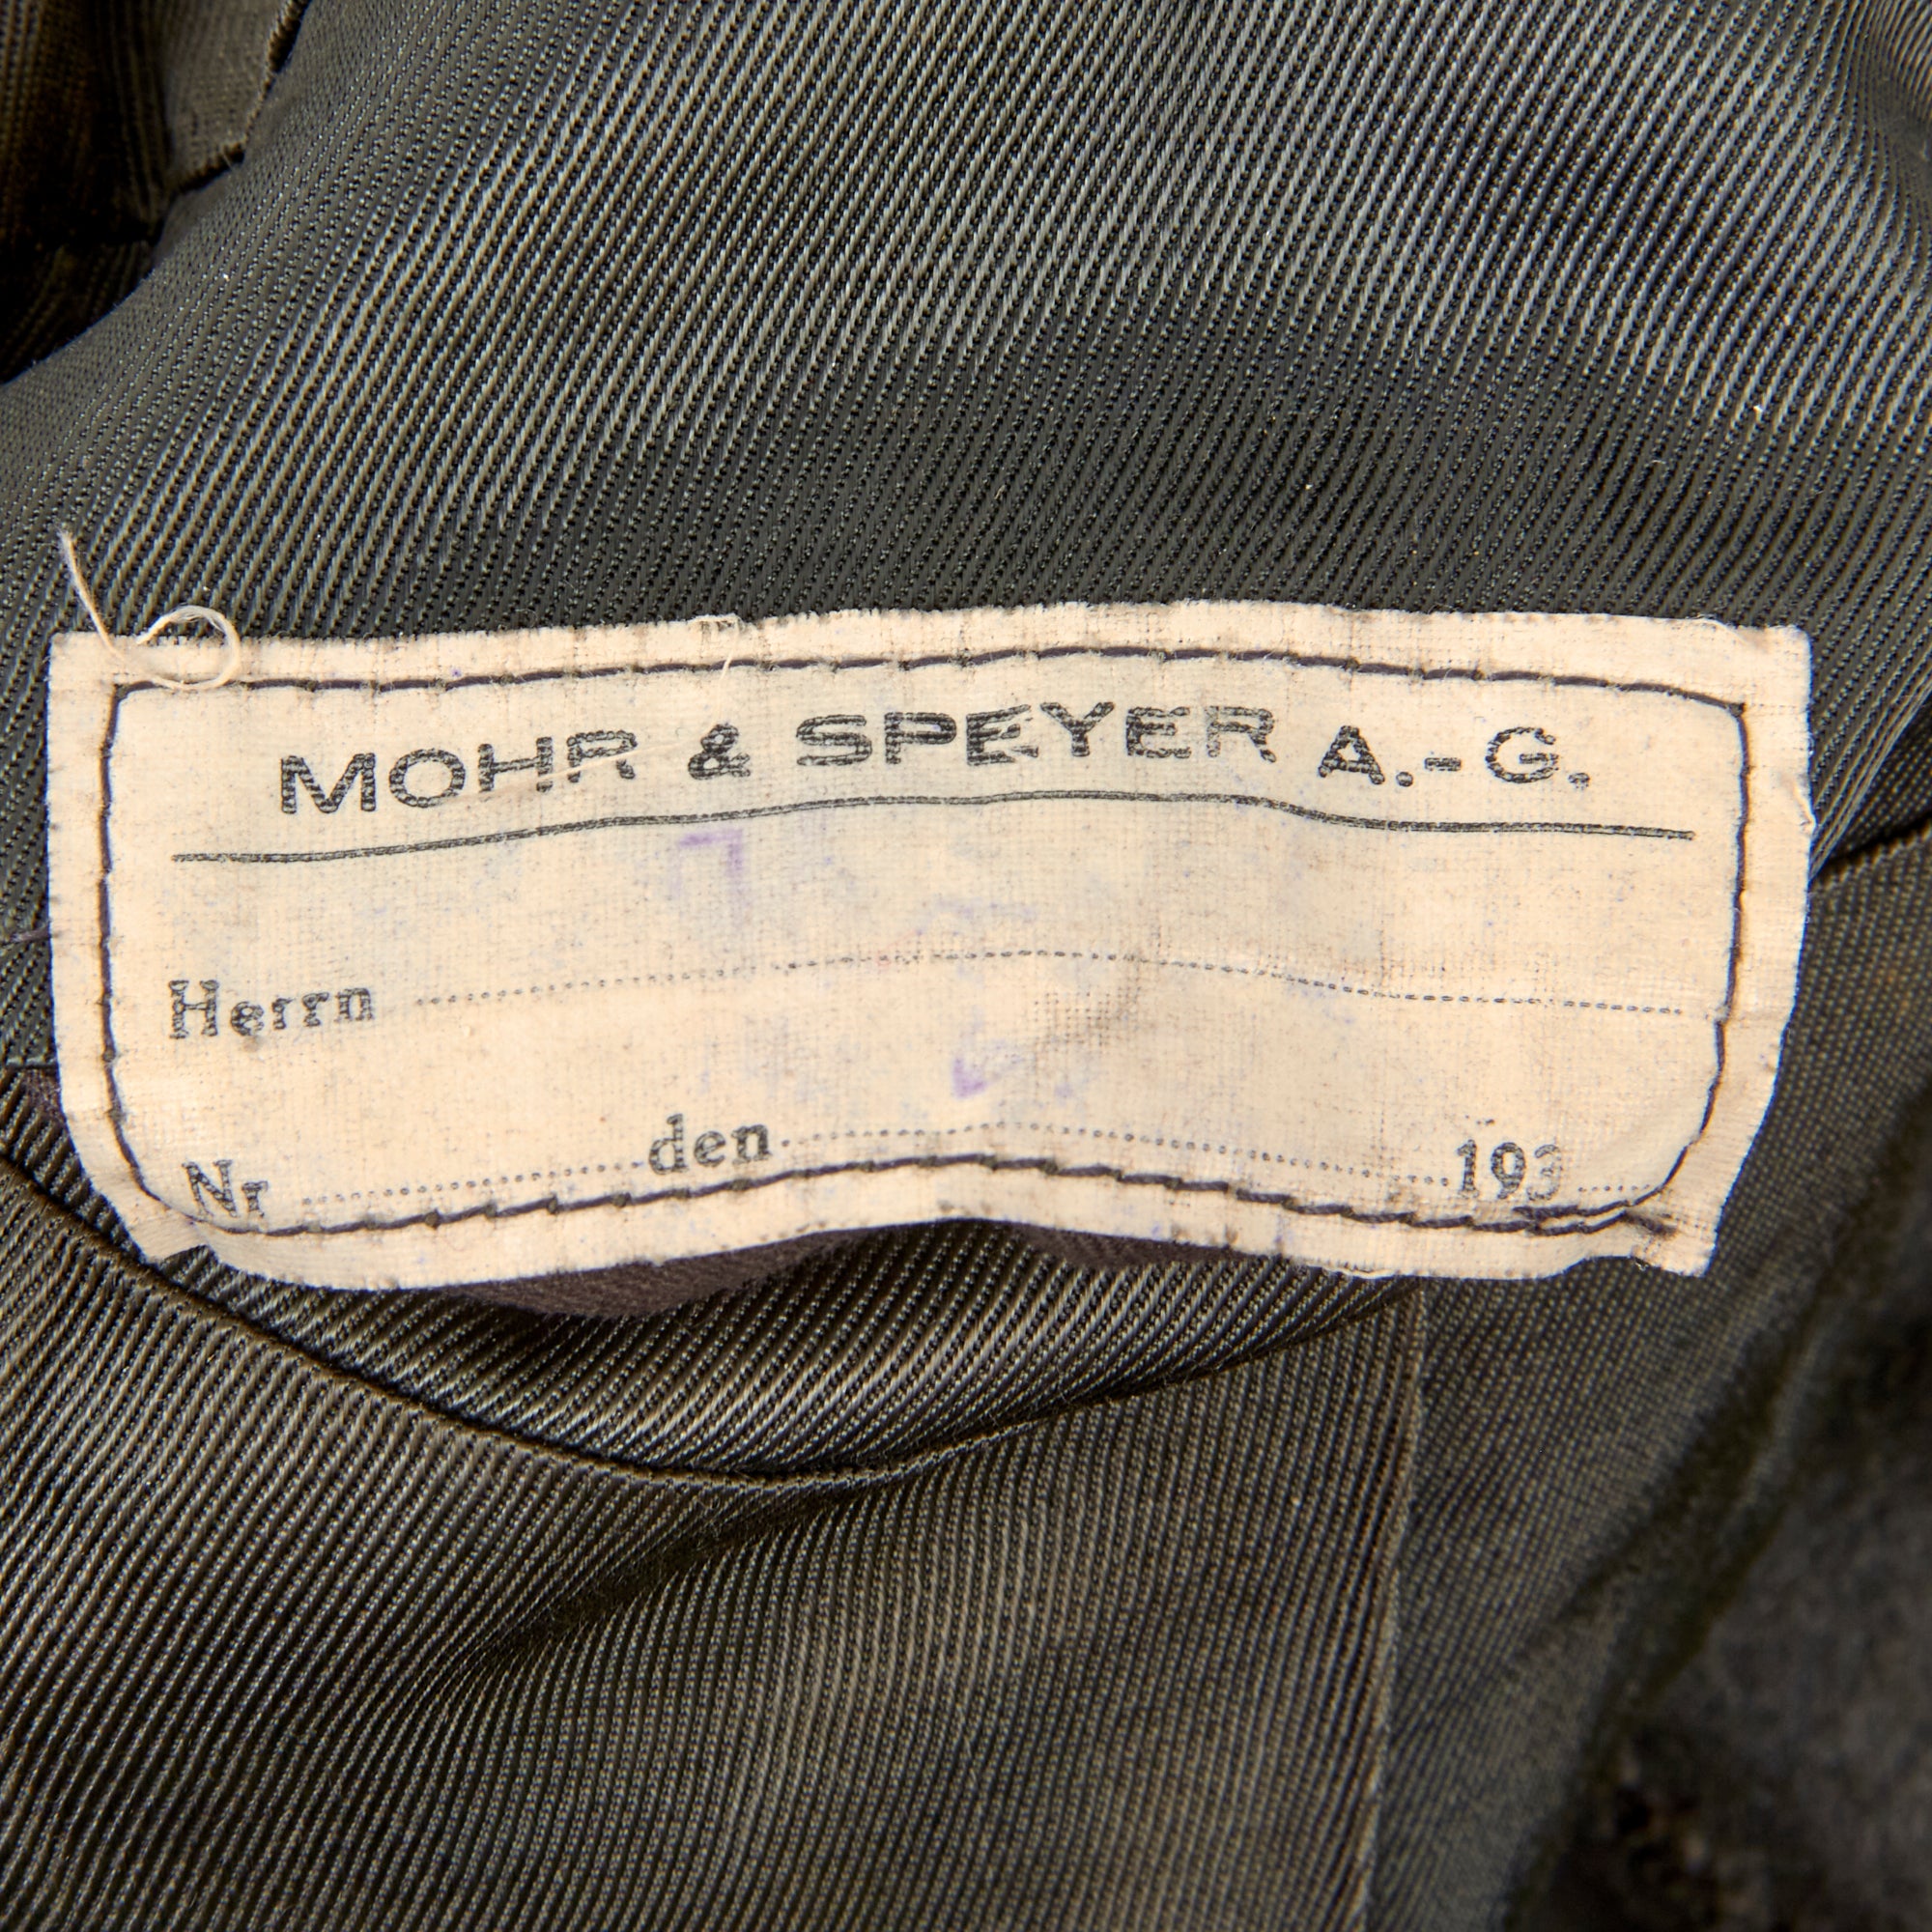 MOHR & SPEYER A.-G.
Herrn
Nr den 193